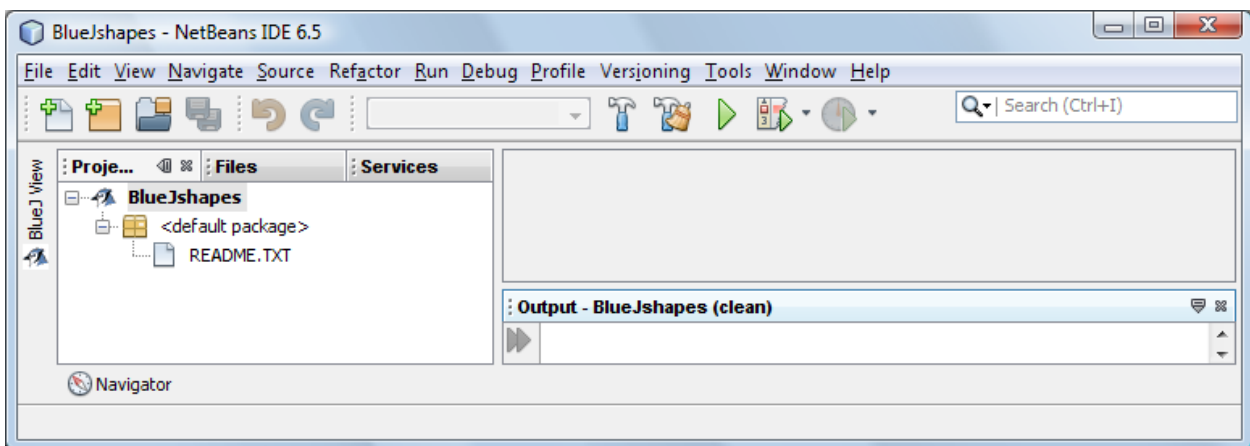 BlueJshapes - NetBeans IDE 6.5
File Edit View Navigate Source Refactor Run Debug Profile Versioning Tools Window Help
Search (Ctrl+I)
BlueJ View
Proje... Files Services
BlueJshapes
<default package>
README.TXT
Output - BlueJshapes (clean)
Navigator